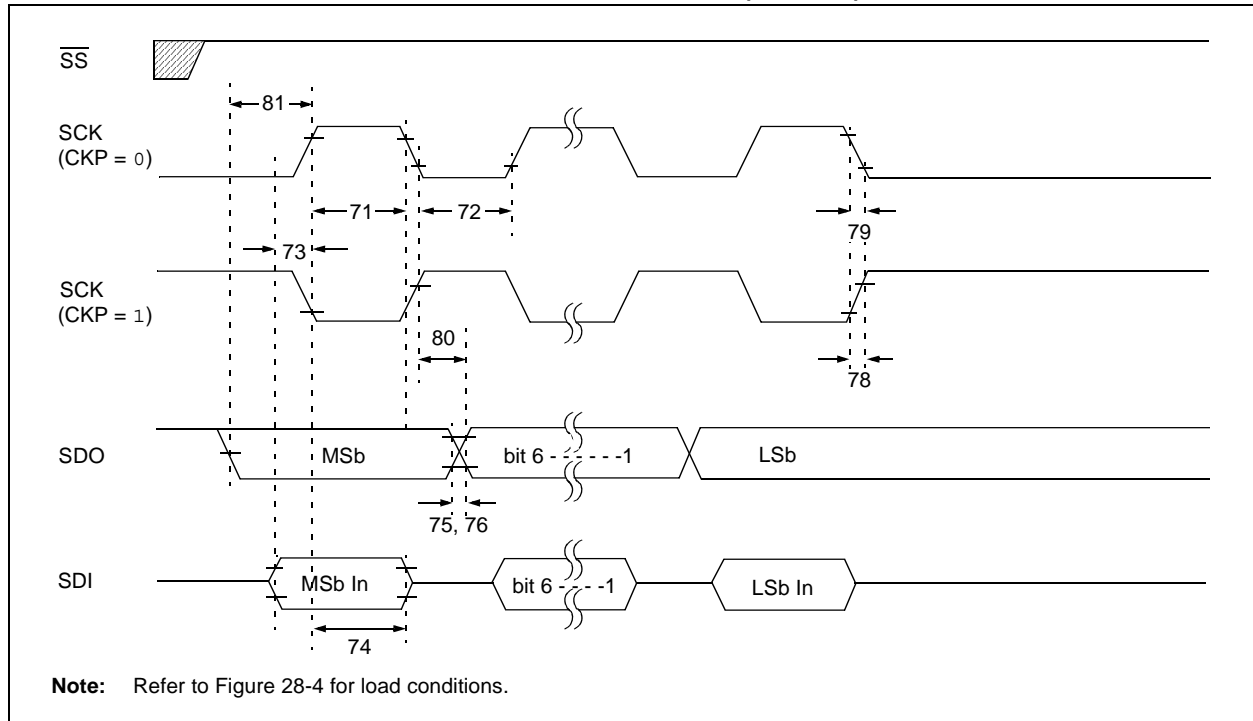 SS
81
SCK
(CKP = 0)
71
72
79
73
SCK
(CKP = 1)
80
78
SDO
MSb
bit 6 - - - - - - -1
LSb
75, 76
SDI
MSb In
bit 6 - - - - -1
LSb In
74
Note: Refer to Figure 28-4 for load conditions.